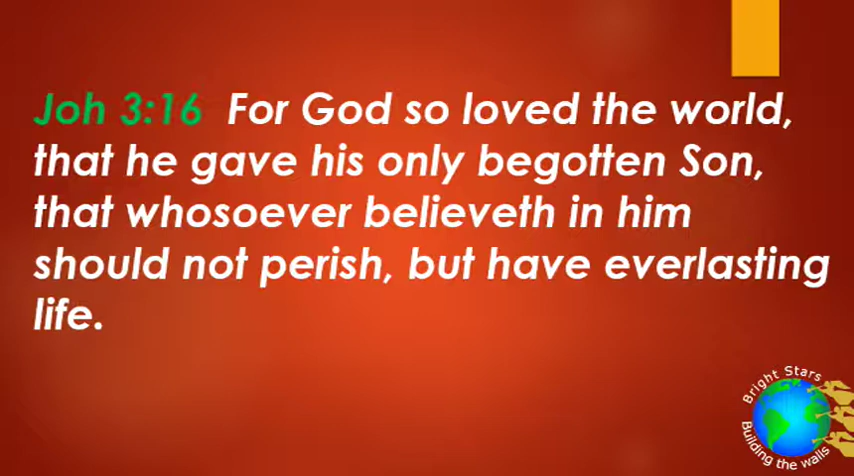 Joh 3:16 For God so loved the world,
that he gave his only begotten Son,
that whosoever believeth in him
should not perish, but have everlasting
life.
Bright Stars
Building the walls